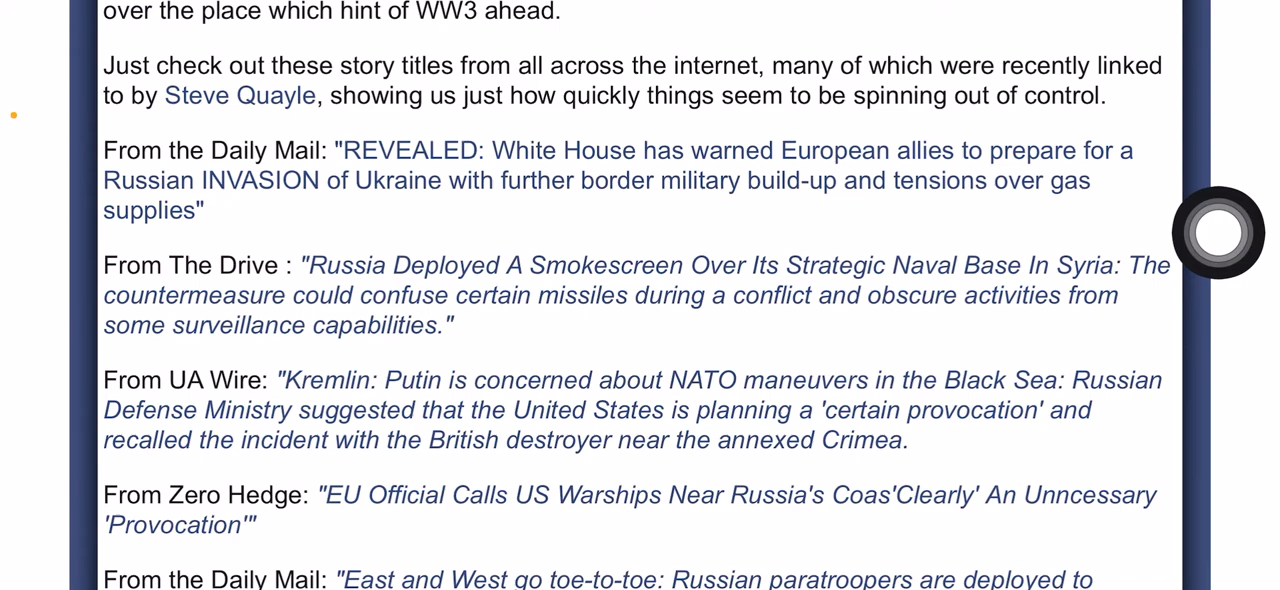 over the place which hint of WW3 ahead.
Just check out these story titles from all across the internet, many of which were recently linked
to by Steve Quayle, showing us just how quickly things seem to be spinning out of control.
From the Daily Mail: "REVEALED: White House has warned European allies to prepare for a
Russian INVASION of Ukraine with further border military build-up and tensions over gas
supplies"
From The Drive : "Russia Deployed A Smokescreen Over Its Strategic Naval Base In Syria: The
countermeasure could confuse certain missiles during a conflict and obscure activities from
some surveillance capabilities."
From UA Wire: "Kremlin: Putin is concerned about NATO maneuvers in the Black Sea: Russian
Defense Ministry suggested that the United States is planning a 'certain provocation' and
recalled the incident with the British destroyer near the annexed Crimea.
From Zero Hedge: "EU Official Calls US Warships Near Russia's Coas'Clearly' An Unncessary
'Provocation'"
From the Daily Mail: "East and West go toe-to-toe: Russian paratroopers are deployed to